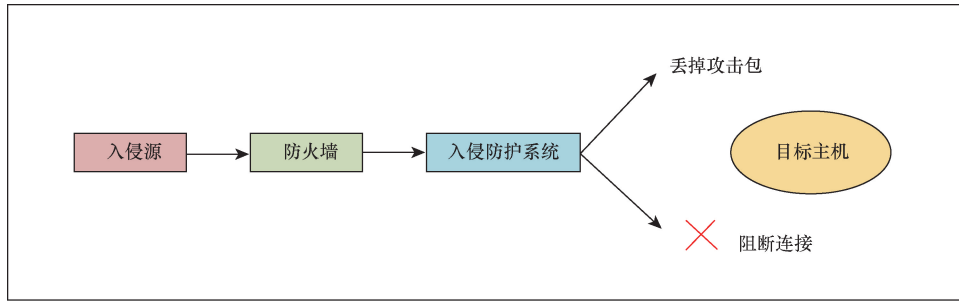 丢掉攻击包
入侵源
防火墙
入侵防护系统
目标主机
阻断连接